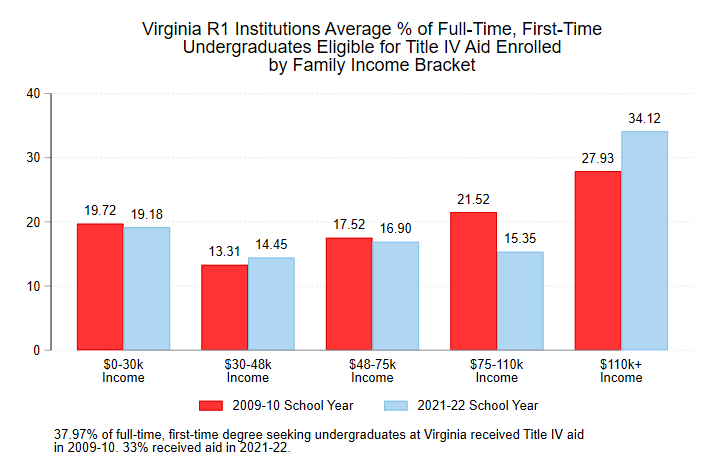 Virginia R1 Institutions Average % of Full-Time, First-Time
Undergraduates Eligible for Title IV Aid Enrolled
by Family Income Bracket
40
30
20
10
0
19.72
19.18
13.31
14.45
17.52
16.90
21.52
15.35
27.93
34.12
$0-30k
Income
$30-48k
Income
$48-75k
Income
$75-110k
Income
$110k+
Income
2009-10 School Year
2021-22 School Year
37.97% of full-time, first-time degree seeking undergraduates at Virginia received Title IV aid
in 2009-10. 33% received aid in 2021-22.